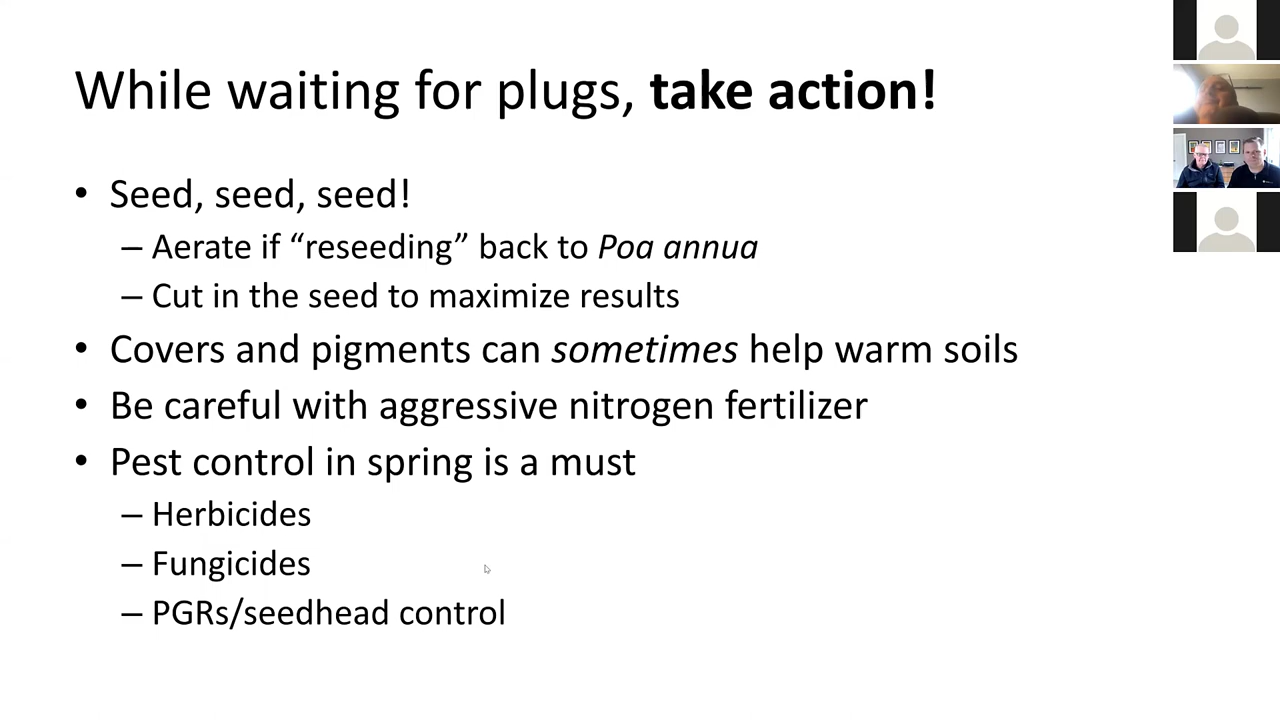 While waiting for plugs, take action!
• Seed, seed, seed!
– Aerate if “reseeding” back to Poa annua
– Cut in the seed to maximize results
• Covers and pigments can sometimes help warm soils
• Be careful with aggressive nitrogen fertilizer
• Pest control in spring is a must
– Herbicides
– Fungicides
– PGRs/seedhead control